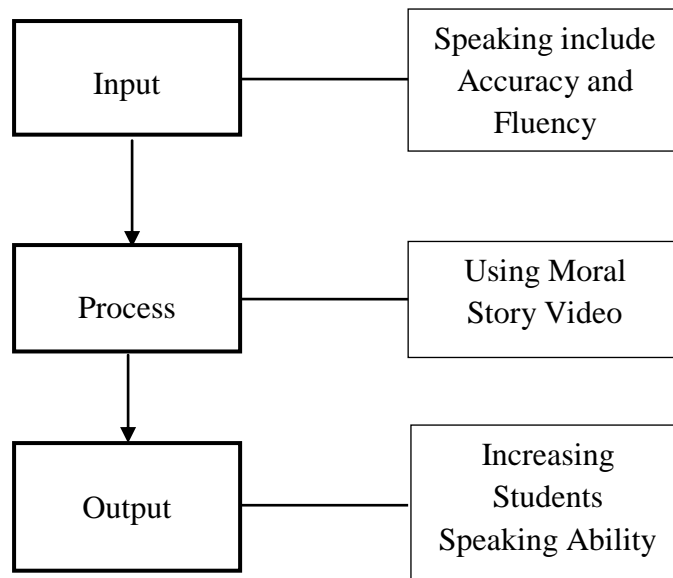 Input
Speaking include
Accuracy and
Fluency
Process
Using Moral
Story Video
Output
Increasing
Students
Speaking Ability